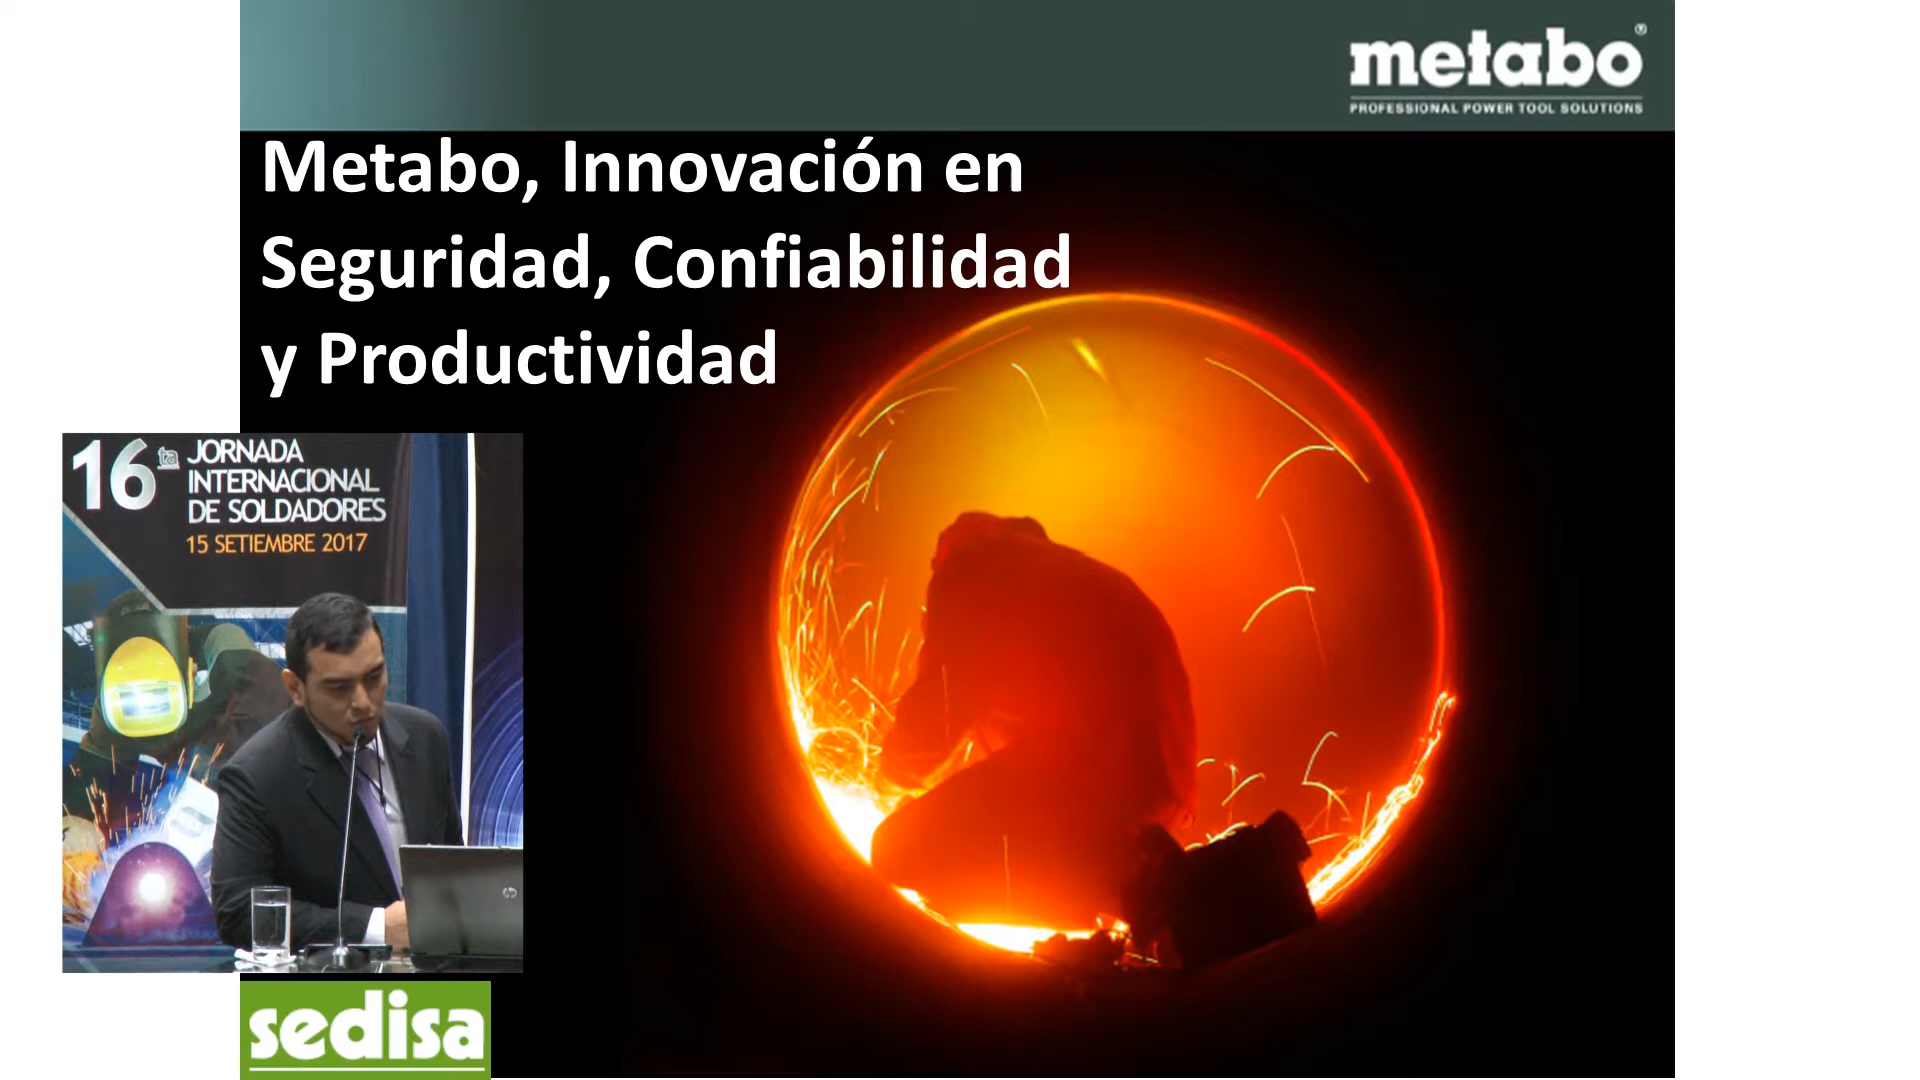 metabo®
PROFESSIONAL POWER TOOL SOLUTIONS
Metabo, Innovación en
Seguridad, Confiabilidad
y Productividad
16ta JORNADA
INTERNACIONAL
DE SOLDADORES
15 SETIEMBRE 2017
hp
sedisa